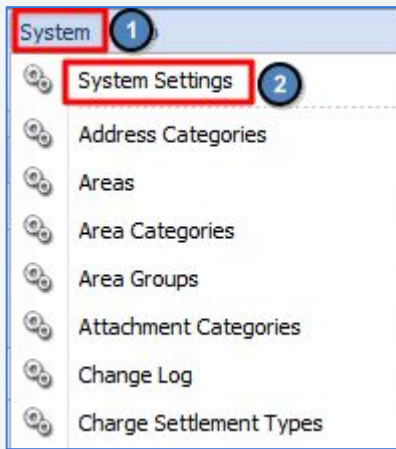 System 1
System Settings 2
Address Categories
Areas
Area Categories
Area Groups
Attachment Categories
Change Log
Charge Settlement Types